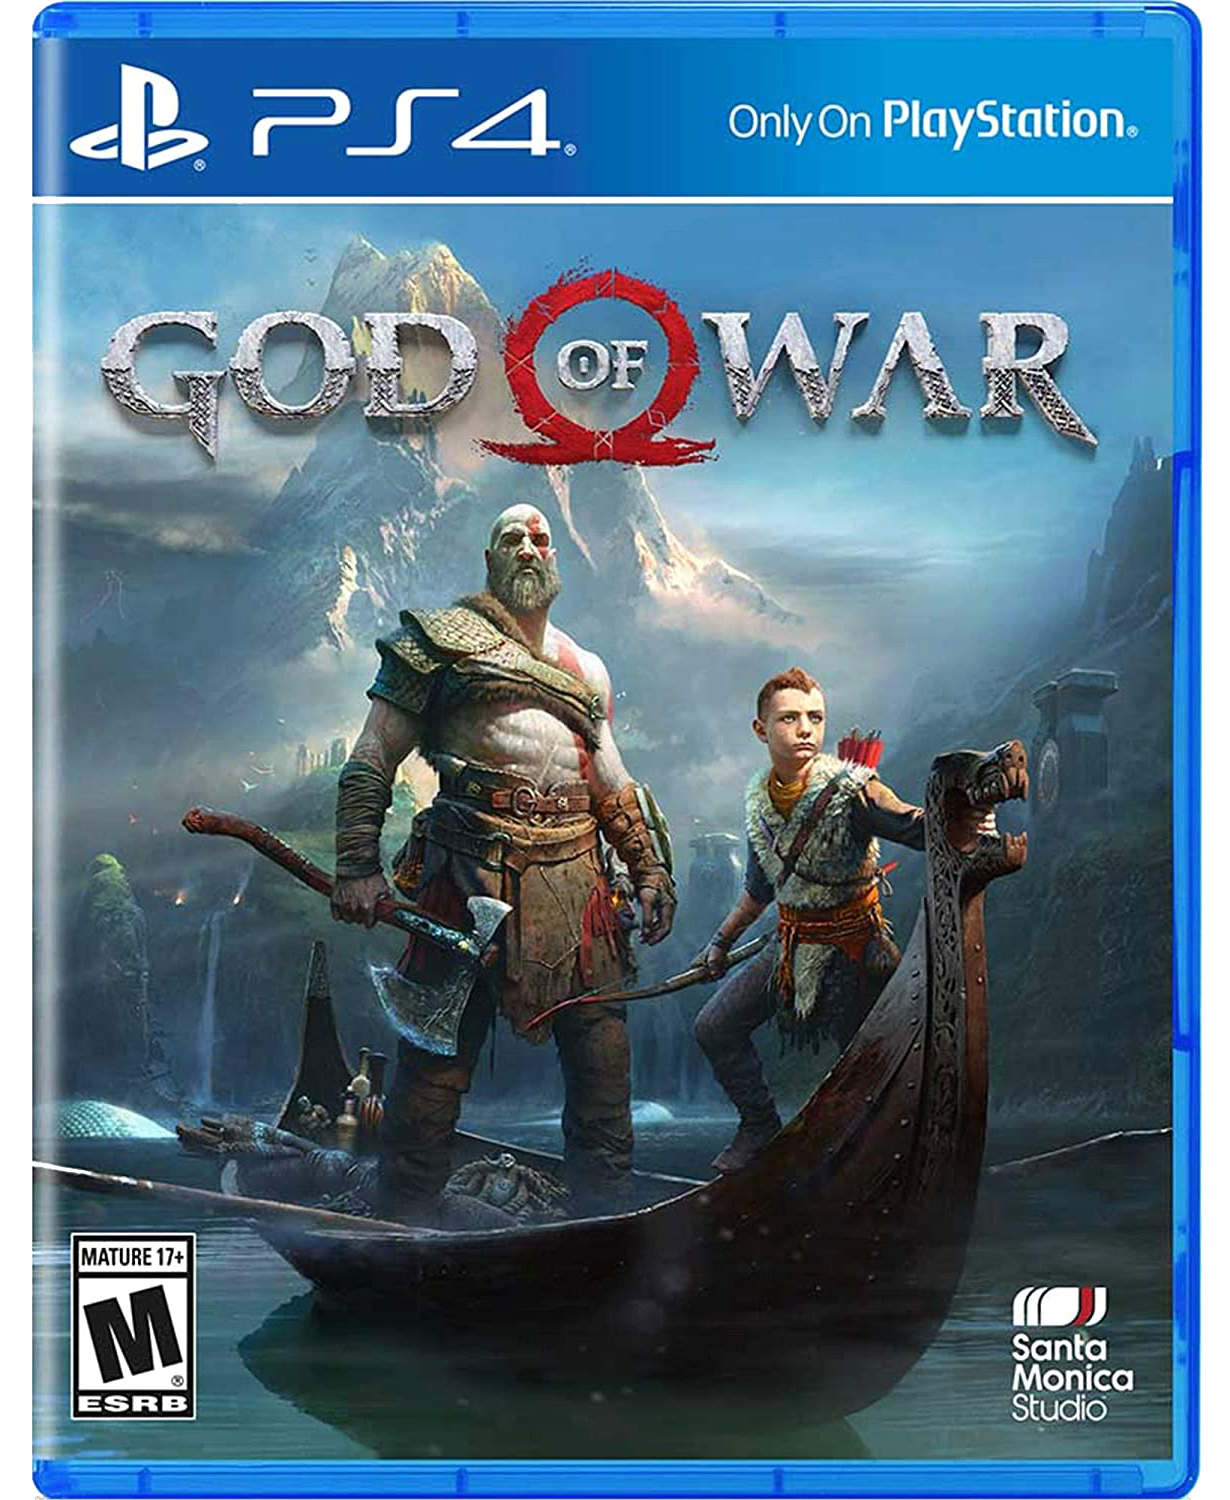 PS4®
Only On PlayStation®
GOD OF WAR
MATURE 17+
M®
ESRB
Santa
Monica
Studio